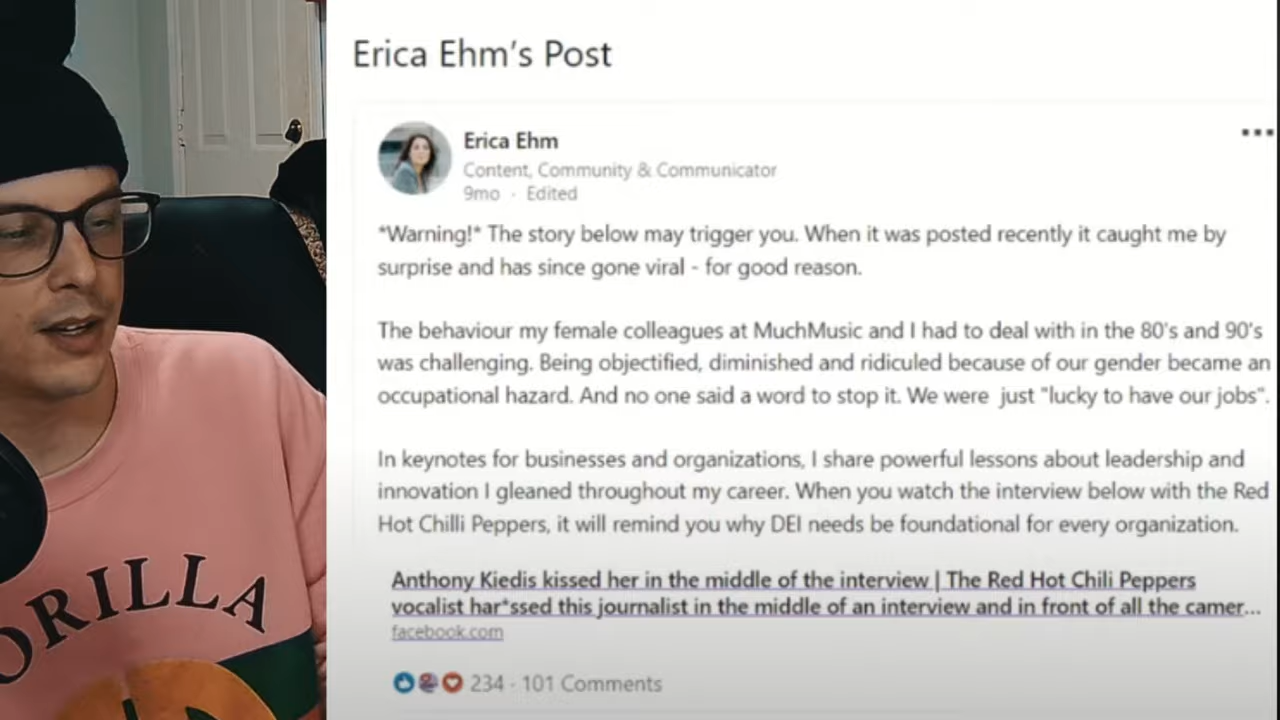 Erica Ehm's Post
Erica Ehm
Content, Community & Communicator
9mo · Edited
*Warning!* The story below may trigger you. When it was posted recently it caught me by
surprise and has since gone viral - for good reason.
The behaviour my female colleagues at MuchMusic and I had to deal with in the 80's and 90's
was challenging. Being objectified, diminished and ridiculed because of our gender became an
occupational hazard. And no one said a word to stop it. We were just "lucky to have our jobs".
In keynotes for businesses and organizations, I share powerful lessons about leadership and
innovation I gleaned throughout my career. When you watch the interview below with the Red
Hot Chilli Peppers, it will remind you why DEI needs be foundational for every organization.
Anthony Kiedis kissed her in the middle of the interview | The Red Hot Chili Peppers
vocalist har*ssed this journalist in the middle of an interview and in front of all the camer...
facebook.com
234 · 101 Comments
ORILLA